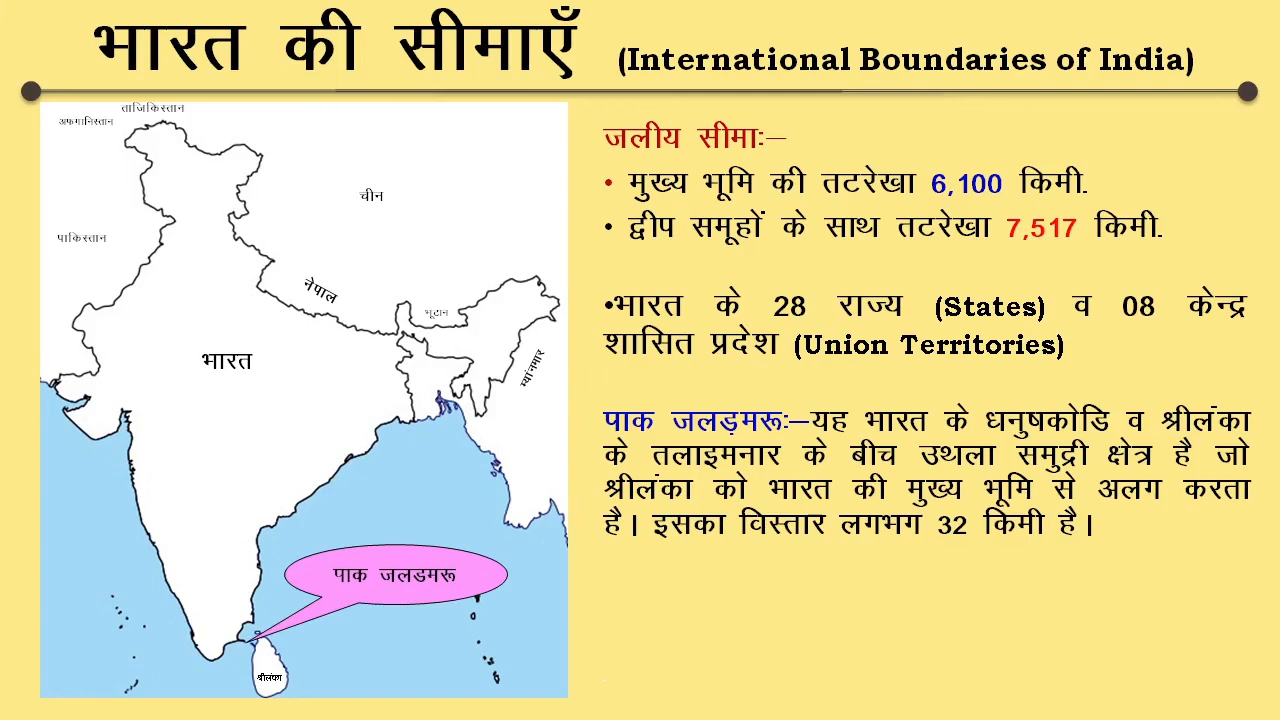 भारत की सीमाएँ (International Boundaries of India)
ताजिकिस्तान
अफगानिस्तान
चीन
पाकिस्तान
नेपाल
भूटान
म्यांनमार
भारत
पाक जलडमरू
श्रीलंका
जलीय सीमाः–
• मुख्य भूमि की तटरेखा 6,100 किमी.
• द्वीप समूहों के साथ तटरेखा 7,517 किमी.
•भारत के 28 राज्य (States) व 08 केन्द्र
शासित प्रदेश (Union Territories)
पाक जलड़मरूः–यह भारत के धनुषकोडि व श्रीलंका
के तलाइमनार के बीच उथला समुद्री क्षेत्र है जो
श्रीलंका को भारत की मुख्य भूमि से अलग करता
है। इसका विस्तार लगभग 32 किमी है।